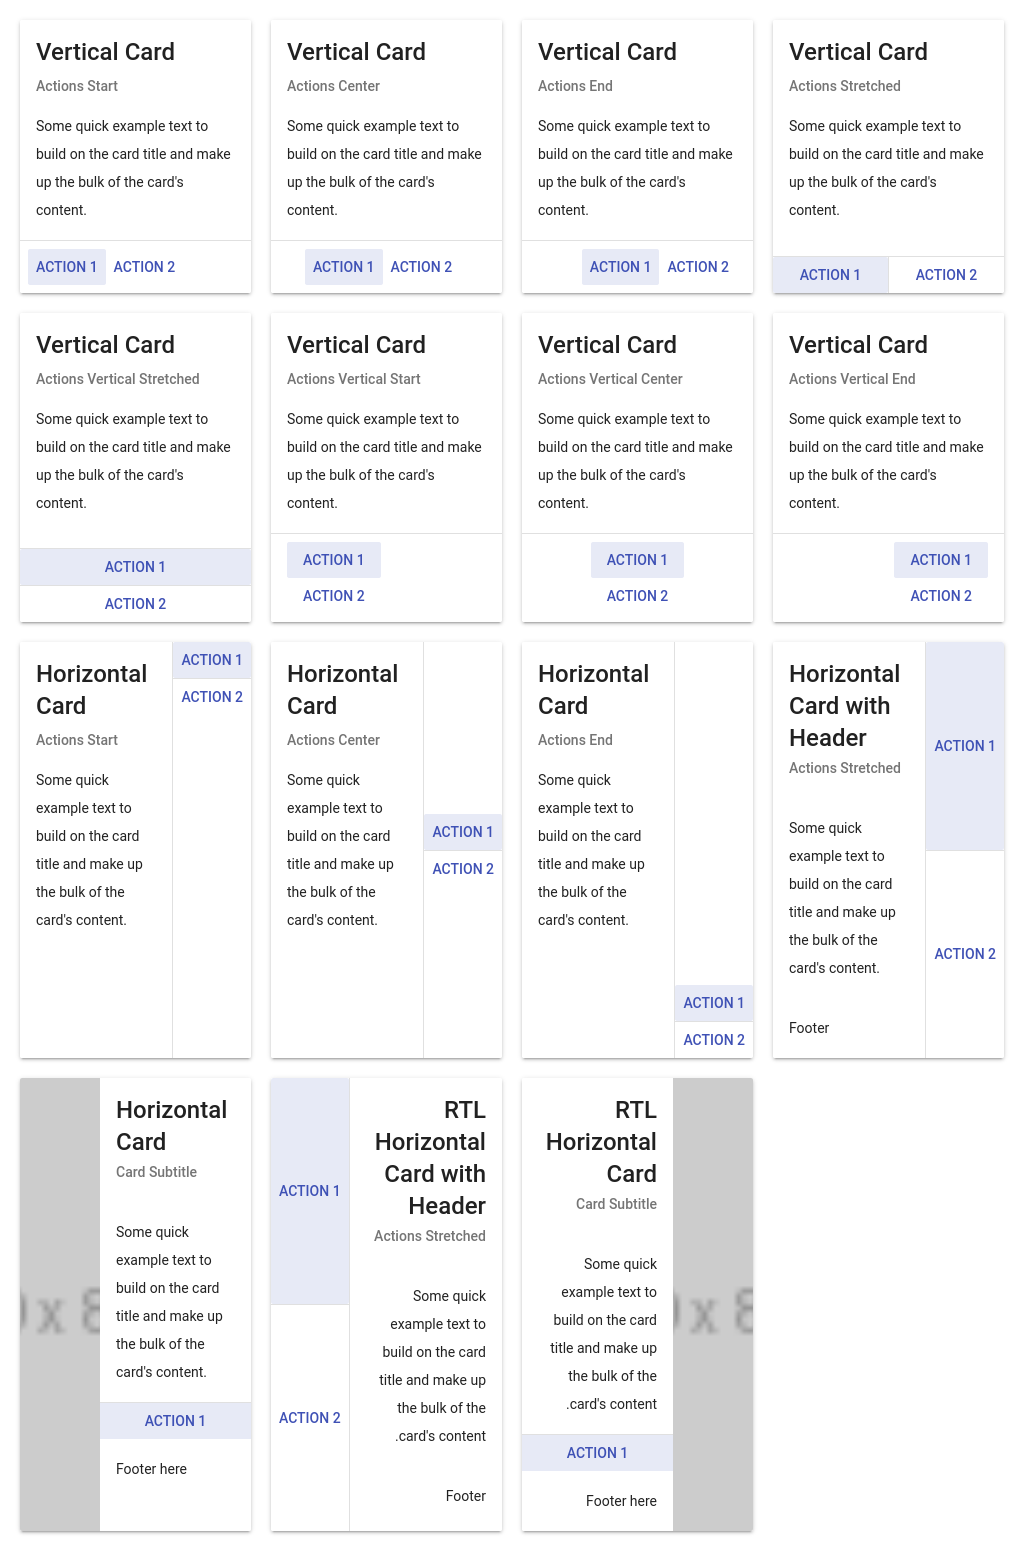 Vertical Card
Actions Start
Some quick example text to
build on the card title and make
up the bulk of the card's
content.
ACTION 1 ACTION 2
Vertical Card
Actions Center
Some quick example text to
build on the card title and make
up the bulk of the card's
content.
ACTION 1 ACTION 2
Vertical Card
Actions End
Some quick example text to
build on the card title and make
up the bulk of the card's
content.
ACTION 1 ACTION 2
Vertical Card
Actions Stretched
Some quick example text to
build on the card title and make
up the bulk of the card's
content.
ACTION 1 ACTION 2
Vertical Card
Actions Vertical Stretched
Some quick example text to
build on the card title and make
up the bulk of the card's
content.
ACTION 1
ACTION 2
Vertical Card
Actions Vertical Start
Some quick example text to
build on the card title and make
up the bulk of the card's
content.
ACTION 1
ACTION 2
Vertical Card
Actions Vertical Center
Some quick example text to
build on the card title and make
up the bulk of the card's
content.
ACTION 1
ACTION 2
Vertical Card
Actions Vertical End
Some quick example text to
build on the card title and make
up the bulk of the card's
content.
ACTION 1
ACTION 2
Horizontal
Card
Actions Start
Some quick
example text to
build on the card
title and make up
the bulk of the
card's content.
ACTION 1
ACTION 2
Horizontal
Card
Actions Center
Some quick
example text to
build on the card
title and make up
the bulk of the
card's content.
ACTION 1
ACTION 2
Horizontal
Card
Actions End
Some quick
example text to
build on the card
title and make up
the bulk of the
card's content.
ACTION 1
ACTION 2
Horizontal
Card with
Header
Actions Stretched
Some quick
example text to
build on the card
title and make up
the bulk of the
card's content.
Footer
ACTION 1
ACTION 2
x
Horizontal
Card
Card Subtitle
Some quick
example text to
build on the card
title and make up
the bulk of the
card's content.
ACTION 1
Footer here
ACTION 1
ACTION 2
RTL
Horizontal
Card with
Header
Actions Stretched
Some quick
example text to
build on the card
title and make up
the bulk of the
.card's content
Footer
RTL
Horizontal
Card
Card Subtitle
Some quick
example text to
build on the card
title and make up
the bulk of the
.card's content
ACTION 1
Footer here
x